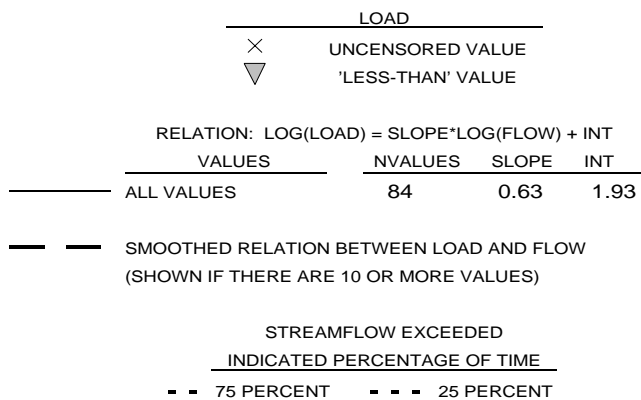 LOAD
UNCENSORED VALUE
'LESS-THAN' VALUE
RELATION: LOG(LOAD) = SLOPE*LOG(FLOW) + INT
VALUES NVALUES SLOPE INT
ALL VALUES 84 0.63 1.93
SMOOTHED RELATION BETWEEN LOAD AND FLOW
(SHOWN IF THERE ARE 10 OR MORE VALUES)
STREAMFLOW EXCEEDED
INDICATED PERCENTAGE OF TIME
75 PERCENT 25 PERCENT